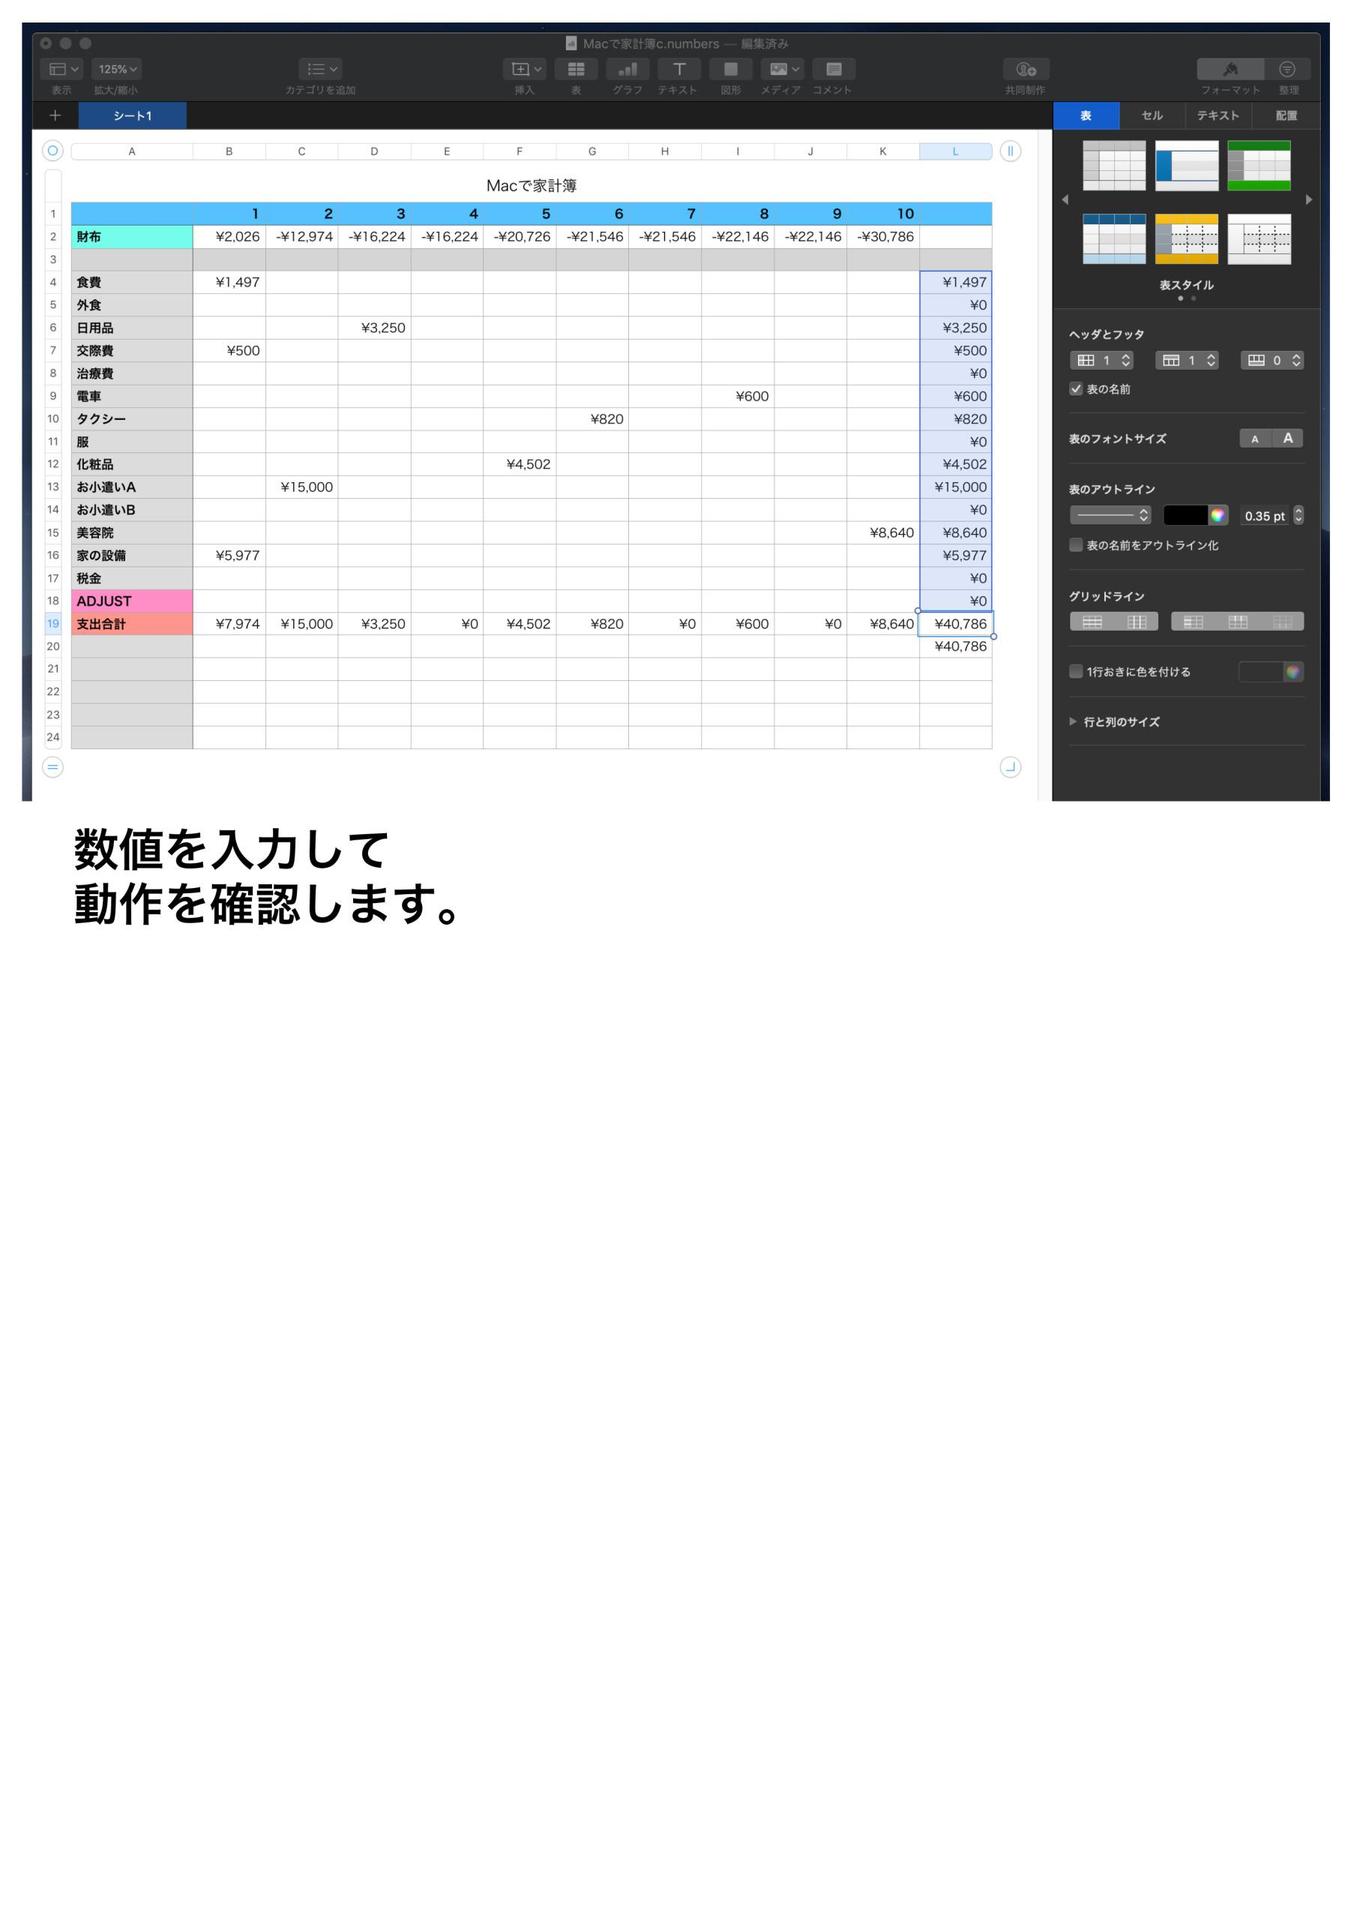 Macで家計簿c.numbers — 編集済み
125%
表示 拡大/縮小 カテゴリを追加 挿入 表 グラフ テキスト 図形 メディア コメント 共同制作 フォーマット 整理
+ シート1 表 セル テキスト 配置
A B C D E F G H I J K L
Macで家計簿
1 1 2 3 4 5 6 7 8 9 10
2 財布 ¥2,026 -¥12,974 -¥16,224 -¥16,224 -¥20,726 -¥21,546 -¥21,546 -¥22,146 -¥22,146 -¥30,786
3
4 食費 ¥1,497 ¥1,497
5 外食 ¥0
6 日用品 ¥3,250 ¥3,250
7 交際費 ¥500 ¥500
8 治療費 ¥0
9 電車 ¥600 ¥600
10 タクシー ¥820 ¥820
11 服 ¥0
12 化粧品 ¥4,502 ¥4,502
13 お小遣いA ¥15,000 ¥15,000
14 お小遣いB ¥0
15 美容院 ¥8,640 ¥8,640
16 家の設備 ¥5,977 ¥5,977
17 税金 ¥0
18 ADJUST ¥0
19 支出合計 ¥7,974 ¥15,000 ¥3,250 ¥0 ¥4,502 ¥820 ¥0 ¥600 ¥0 ¥8,640 ¥40,786
20 ¥40,786
21
22
23
24
表スタイル
ヘッダとフッタ
1 1 0
表の名前
表のフォントサイズ A A
表のアウトライン
0.35 pt
表の名前をアウトライン化
グリッドライン
1行おきに色を付ける
行と列のサイズ
数値を入力して
動作を確認します。